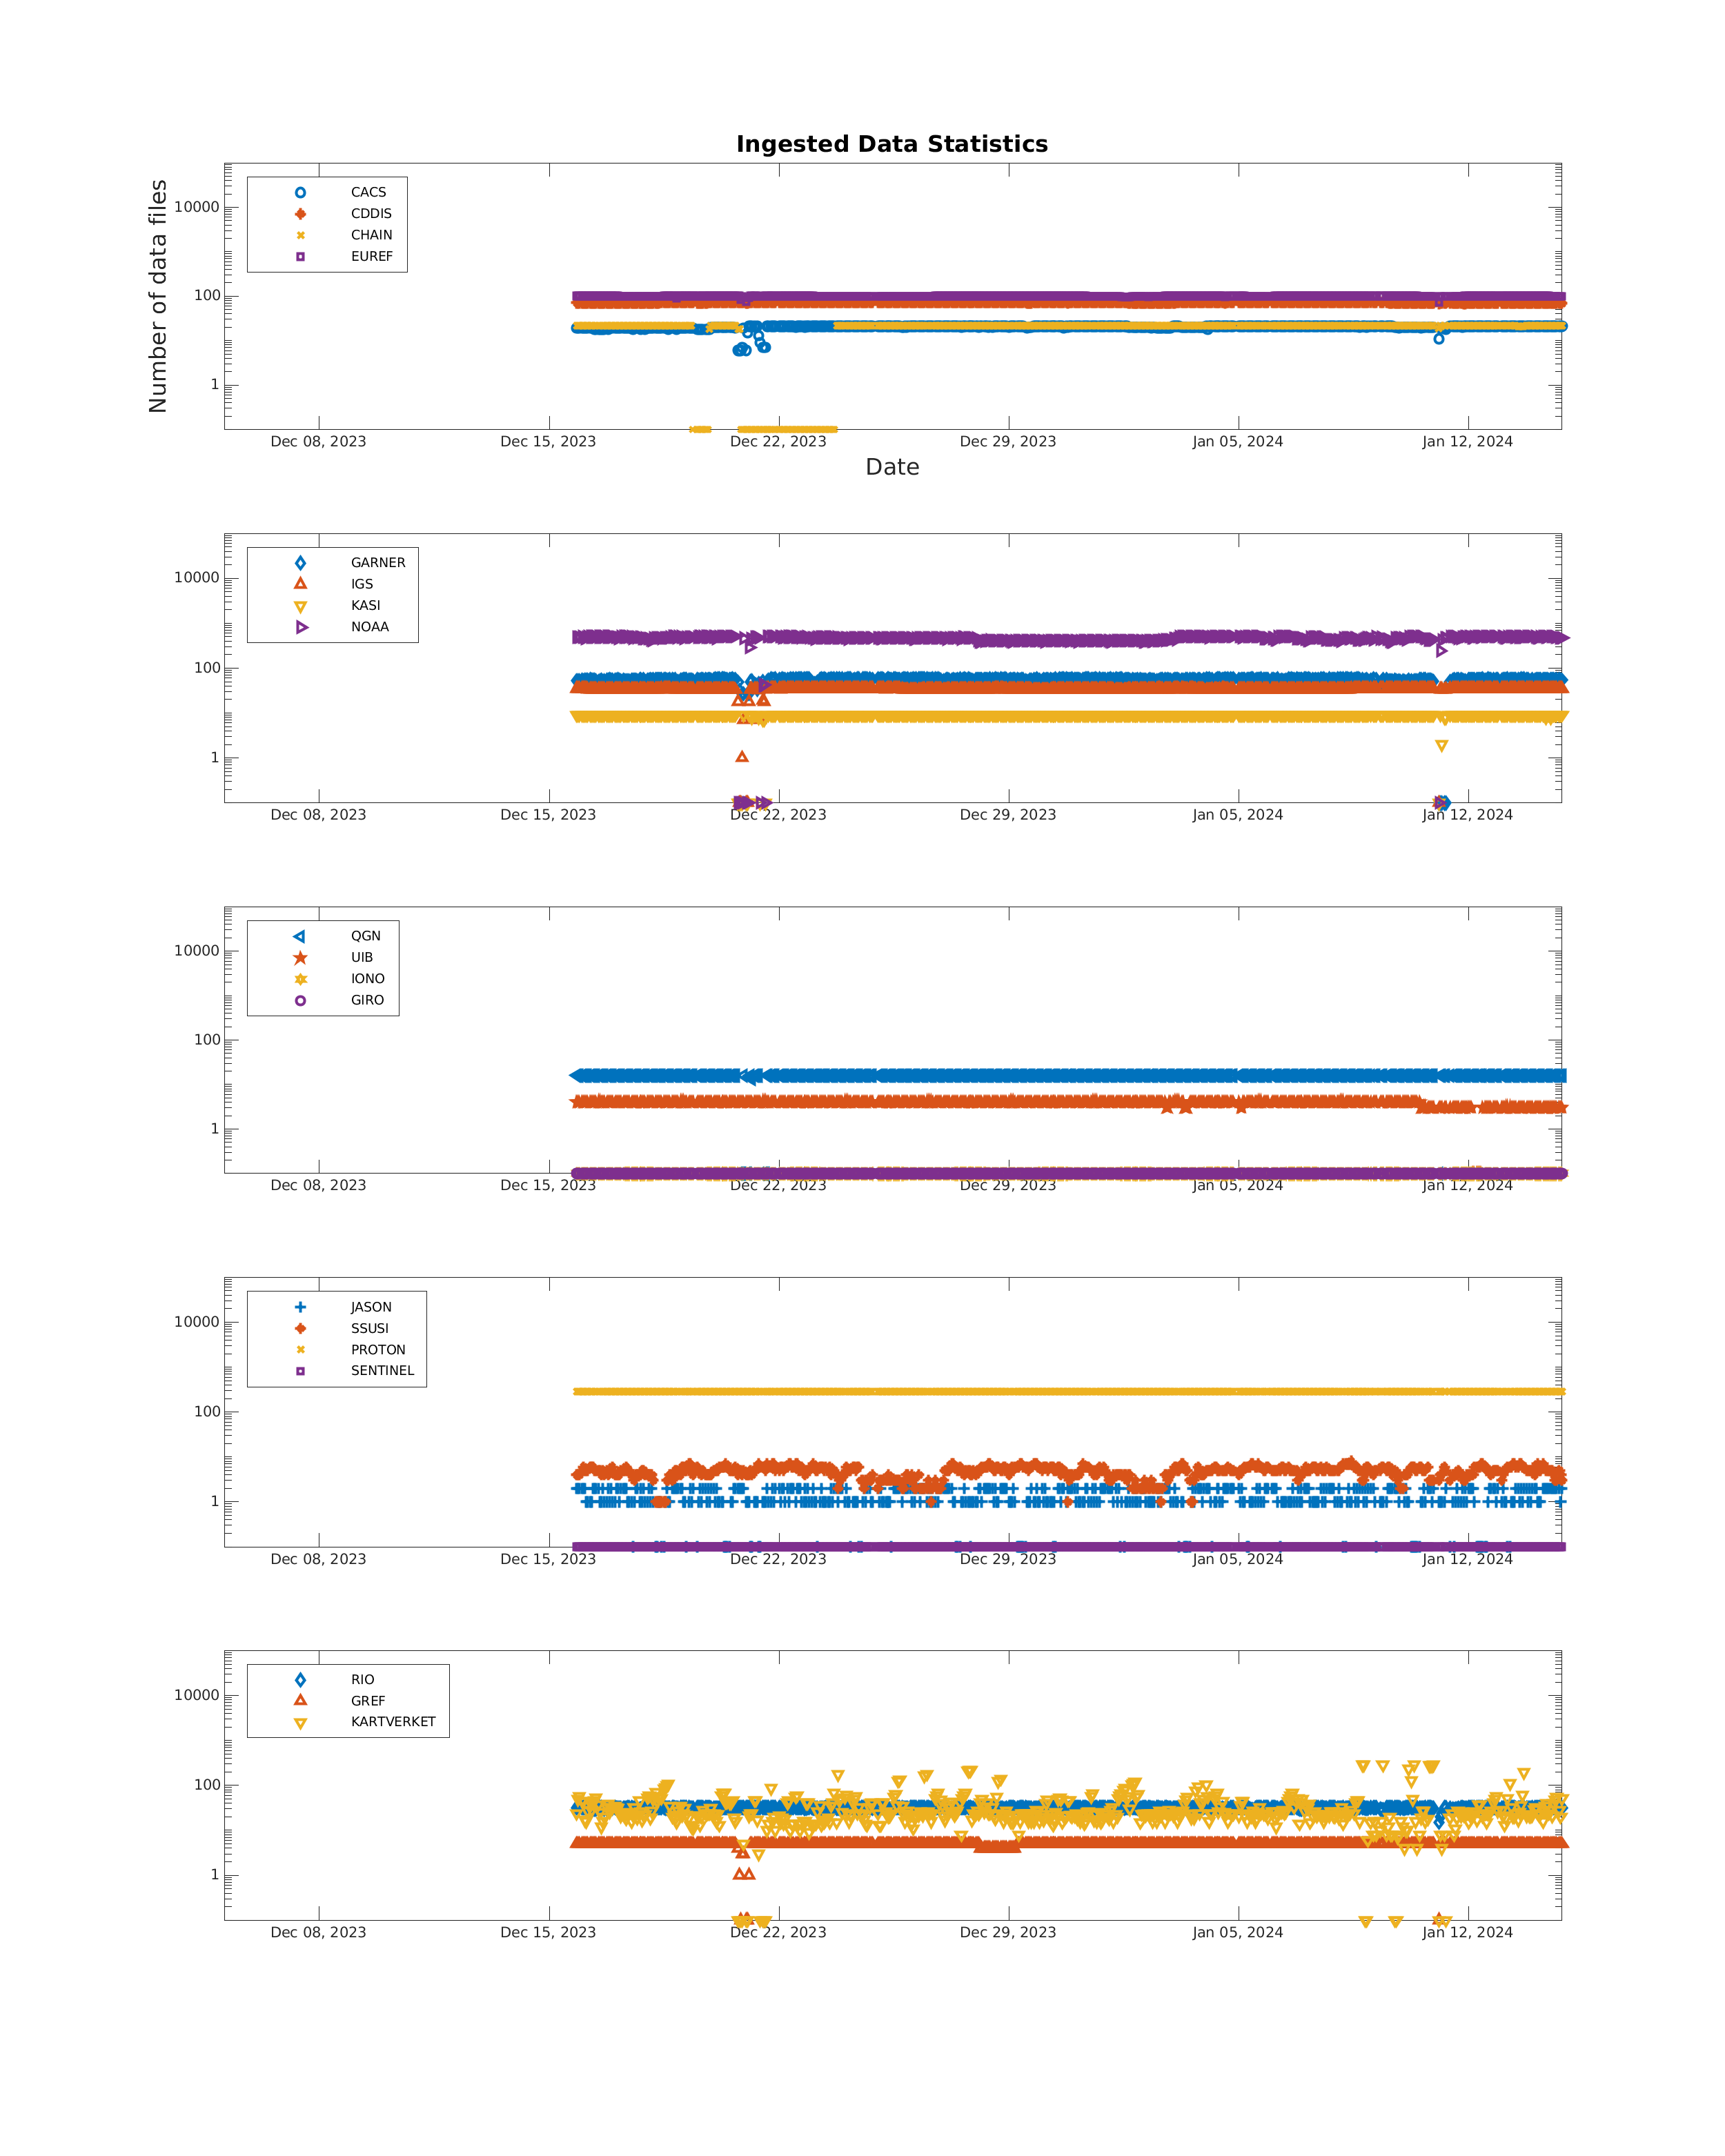 Ingested Data Statistics
Number of data files
10000
100
1
CACS
CDDIS
CHAIN
EUREF
Dec 08, 2023 Dec 15, 2023 Dec 22, 2023 Dec 29, 2023 Jan 05, 2024 Jan 12, 2024
Date
10000
100
1
GARNER
IGS
KASI
NOAA
Dec 08, 2023 Dec 15, 2023 Dec 22, 2023 Dec 29, 2023 Jan 05, 2024 Jan 12, 2024
10000
100
1
QGN
UIB
IONO
GIRO
Dec 08, 2023 Dec 15, 2023 Dec 22, 2023 Dec 29, 2023 Jan 05, 2024 Jan 12, 2024
10000
100
1
JASON
SSUSI
PROTON
SENTINEL
Dec 08, 2023 Dec 15, 2023 Dec 22, 2023 Dec 29, 2023 Jan 05, 2024 Jan 12, 2024
10000
100
1
RIO
GREF
KARTVERKET
Dec 08, 2023 Dec 15, 2023 Dec 22, 2023 Dec 29, 2023 Jan 05, 2024 Jan 12, 2024